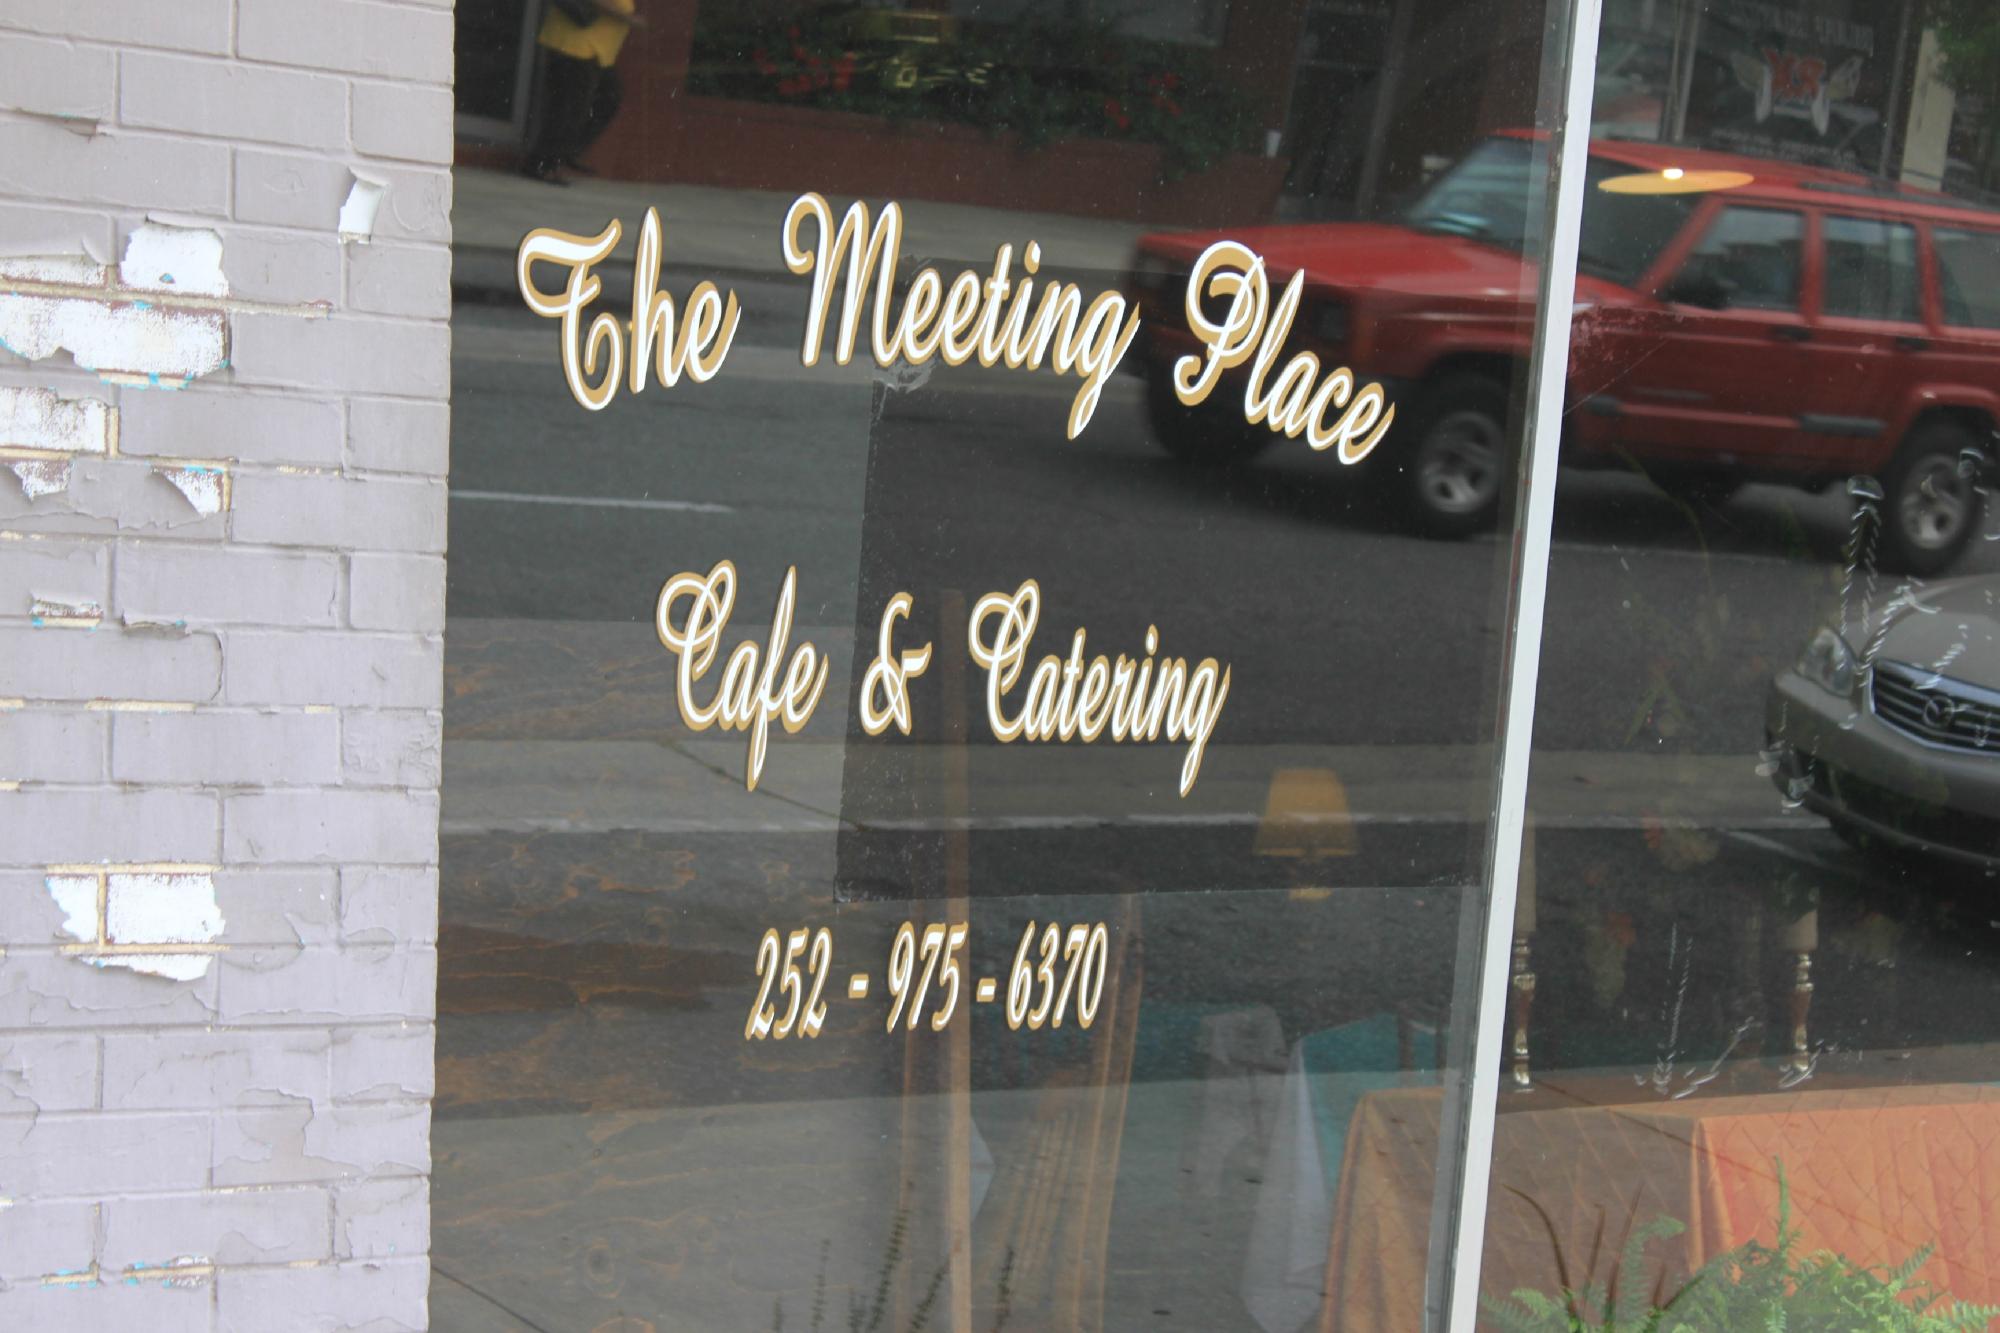 The Meeting Place
Cafe & Catering
252 - 975 - 6370